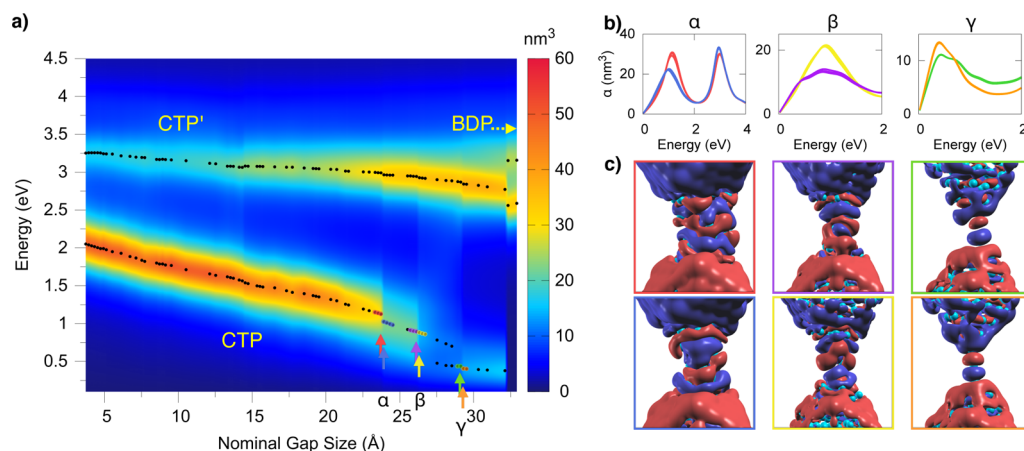 a)
nm³
4.5
4
3.5
3
2.5
2
1.5
1
0.5
Energy (eV)
CTP'
BDP
CTP
60
50
40
30
20
10
0
5
10
15
20
25
30
α
β
γ
Nominal Gap Size (Å)
b)
α
β
γ
α (nm³)
40
20
0
0
2
4
Energy (eV)
20
10
0
0
1
2
Energy (eV)
15
10
5
0
0
1
2
Energy (eV)
c)